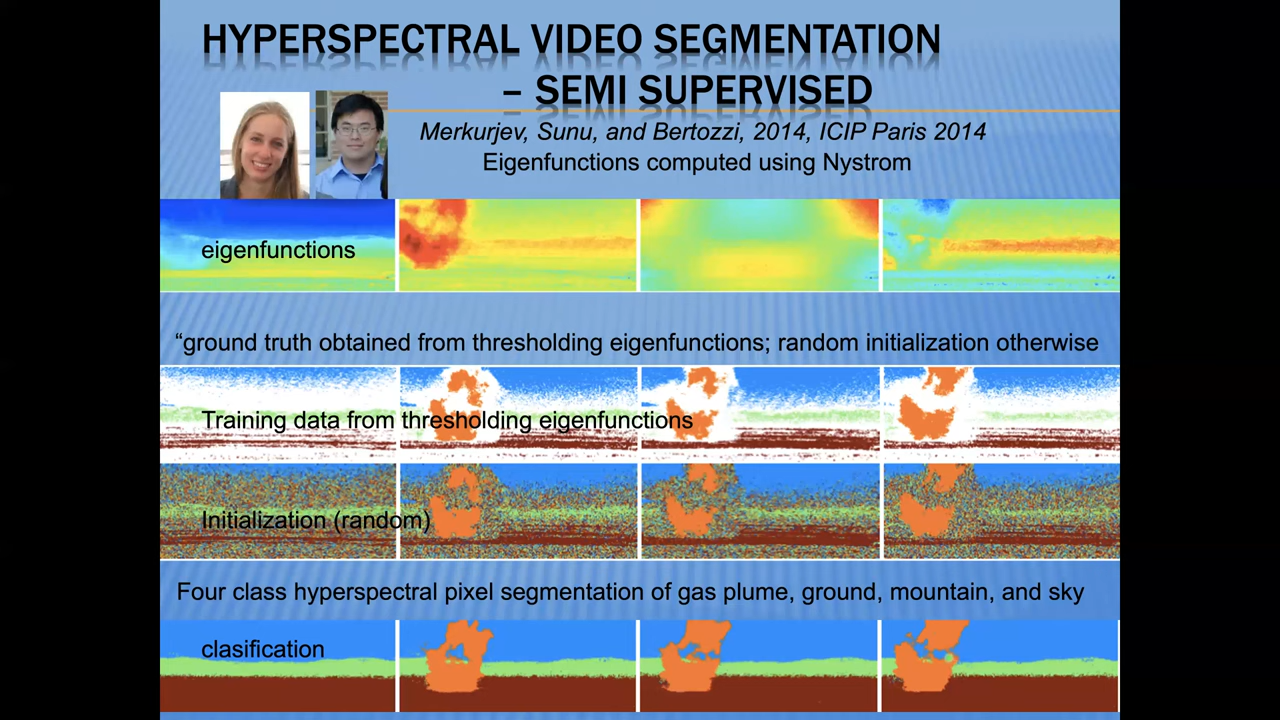 HYPERSPECTRAL VIDEO SEGMENTATION
– SEMI SUPERVISED
Merkurjev, Sunu, and Bertozzi, 2014, ICIP Paris 2014
Eigenfunctions computed using Nystrom
eigenfunctions
“ground truth obtained from thresholding eigenfunctions; random initialization otherwise
Training data from thresholding eigenfunctions
Initialization (random)
Four class hyperspectral pixel segmentation of gas plume, ground, mountain, and sky
clasification